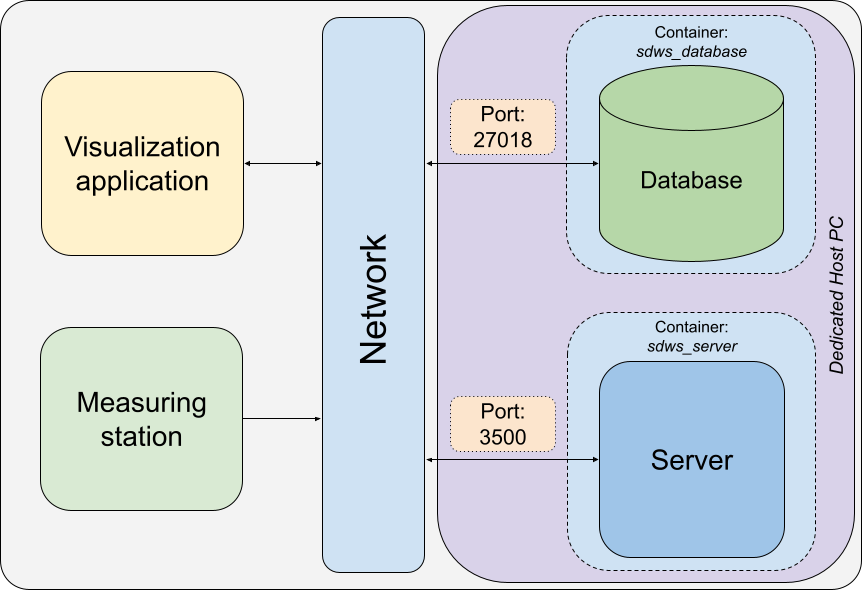 Visualization
application
Measuring
station
Network
Port:
27018
Container:
sdws_database
Database
Port:
3500
Container:
sdws_server
Server
Dedicated Host PC